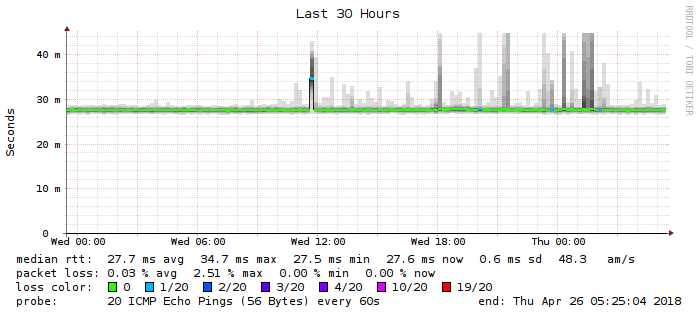 Last 30 Hours
RRDTOOL / TOBI OETIKER
Seconds
40 m
30 m
20 m
10 m
0
Wed 00:00 Wed 06:00 Wed 12:00 Wed 18:00 Thu 00:00
median rtt: 27.7 ms avg 34.7 ms max 27.5 ms min 27.6 ms now 0.6 ms sd 48.3 am/s
packet loss: 0.03 % avg 2.51 % max 0.00 % min 0.00 % now
loss color: 0 1/20 2/20 3/20 4/20 10/20 19/20
probe: 20 ICMP Echo Pings (56 Bytes) every 60s end: Thu Apr 26 05:25:04 2018